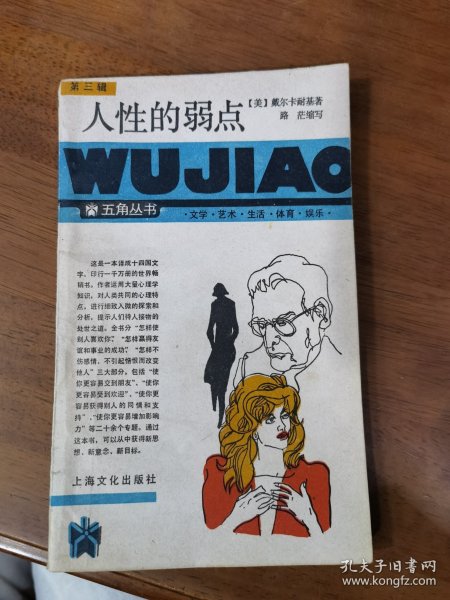 第三辑
人性的弱点
【美】戴尔卡耐基著
路 茫缩写
WUJIAO
五角丛书
·文学·艺术·生活·体育·娱乐·
这是一本译成十四国文
字、印行一千万册的世界畅
销书，作者运用大量心理学
知识，对人类共同的心理特
点，进行细致入微的探索和
分析，提示人们待人接物的
处世之道。全书分“怎样使
别人喜欢你”、“怎样赢得友
谊和事业的成功”、“怎样不
伤感情、不引起憎恨而改变
他人”三大部分，包括“使
你更容易交到朋友”、“使你
更容易受到欢迎”、“使你
更容易获得别人的同情和支
持”、“使你更容易增加影响
力”等二十余个专题，通过
这本书，可以从中获得新思
想、新意念、新目标。
上海文化出版社
孔夫子旧书网
www.kongfz.com